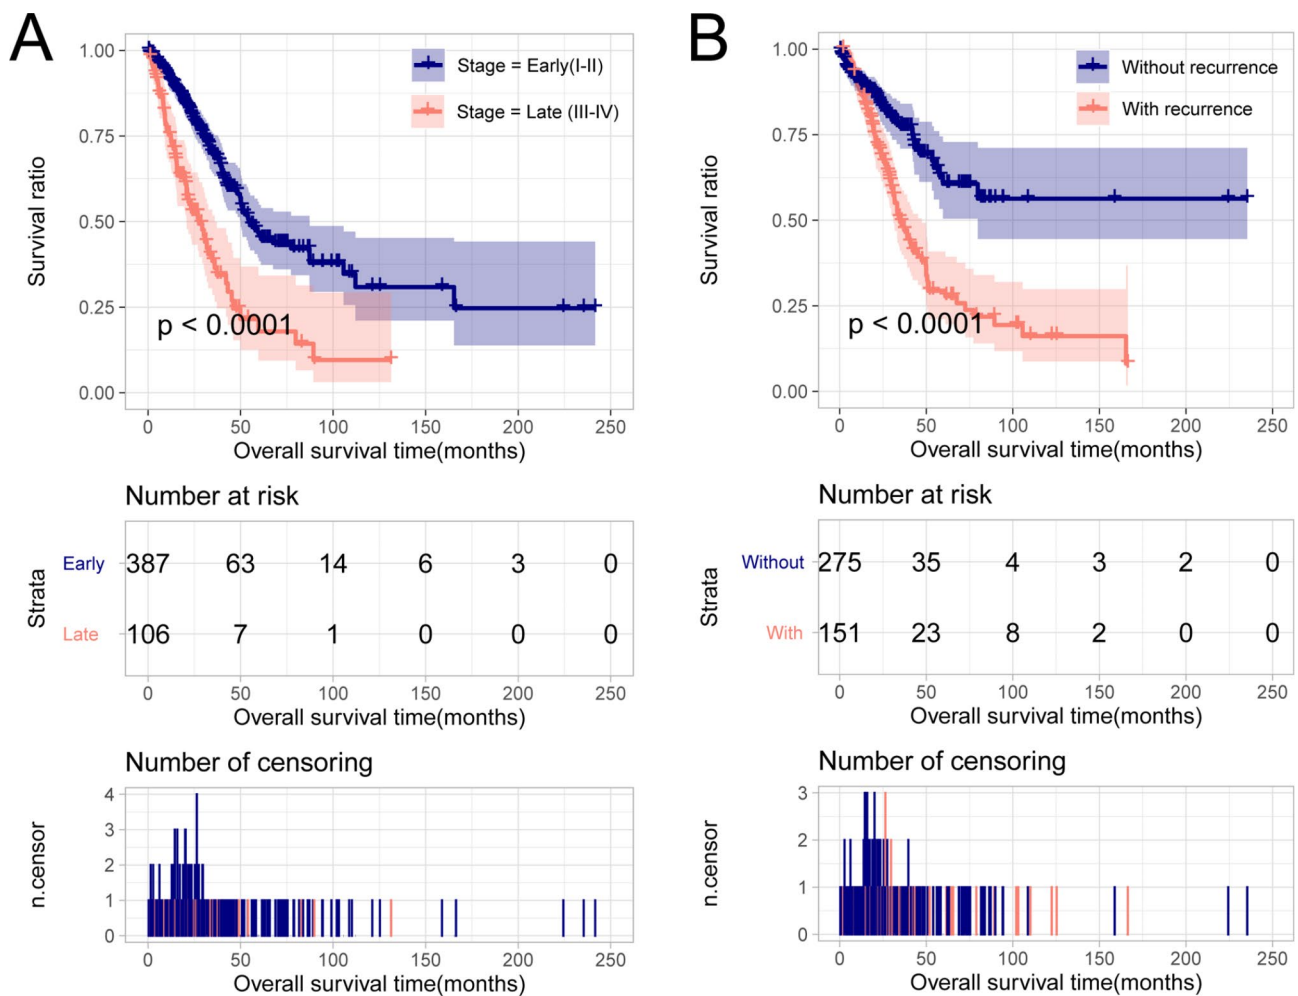 A
1.00
0.75
0.50
0.25
0.00
Survival ratio
Stage = Early(I-II)
Stage = Late (III-IV)
p < 0.0001
0 50 100 150 200 250
Overall survival time(months)
Number at risk
Strata
Early 387 63 14 6 3 0
Late 106 7 1 0 0 0
0 50 100 150 200 250
Overall survival time(months)
Number of censoring
n.censor
4
3
2
1
0
0 50 100 150 200 250
Overall survival time(months)
B
1.00
0.75
0.50
0.25
0.00
Survival ratio
Without recurrence
With recurrence
p < 0.0001
0 50 100 150 200 250
Overall survival time(months)
Number at risk
Strata
Without 275 35 4 3 2 0
With 151 23 8 2 0 0
0 50 100 150 200 250
Overall survival time(months)
Number of censoring
n.censor
3
2
1
0
0 50 100 150 200 250
Overall survival time(months)